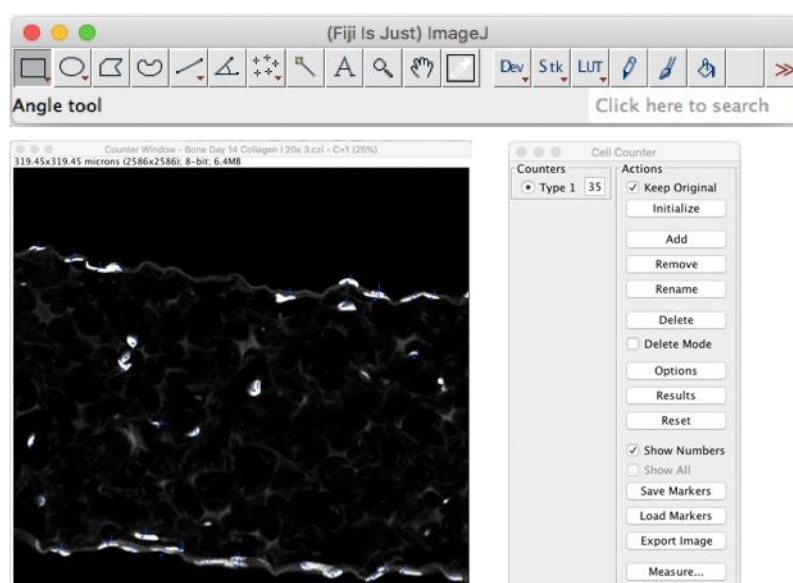 (Fiji Is Just) ImageJ
A Dev Stk LUT >>
Angle tool Click here to search
Counter Window - Bone Day 14 Collagen I 20x 3.czi - C=1 (26%)
319.45x319.45 microns (2586x2586); 8-bit; 6.4MB
Cell Counter
Counters
Type 1 35
Actions
Keep Original
Initialize
Add
Remove
Rename
Delete
Delete Mode
Options
Results
Reset
Show Numbers
Show All
Save Markers
Load Markers
Export Image
Measure...